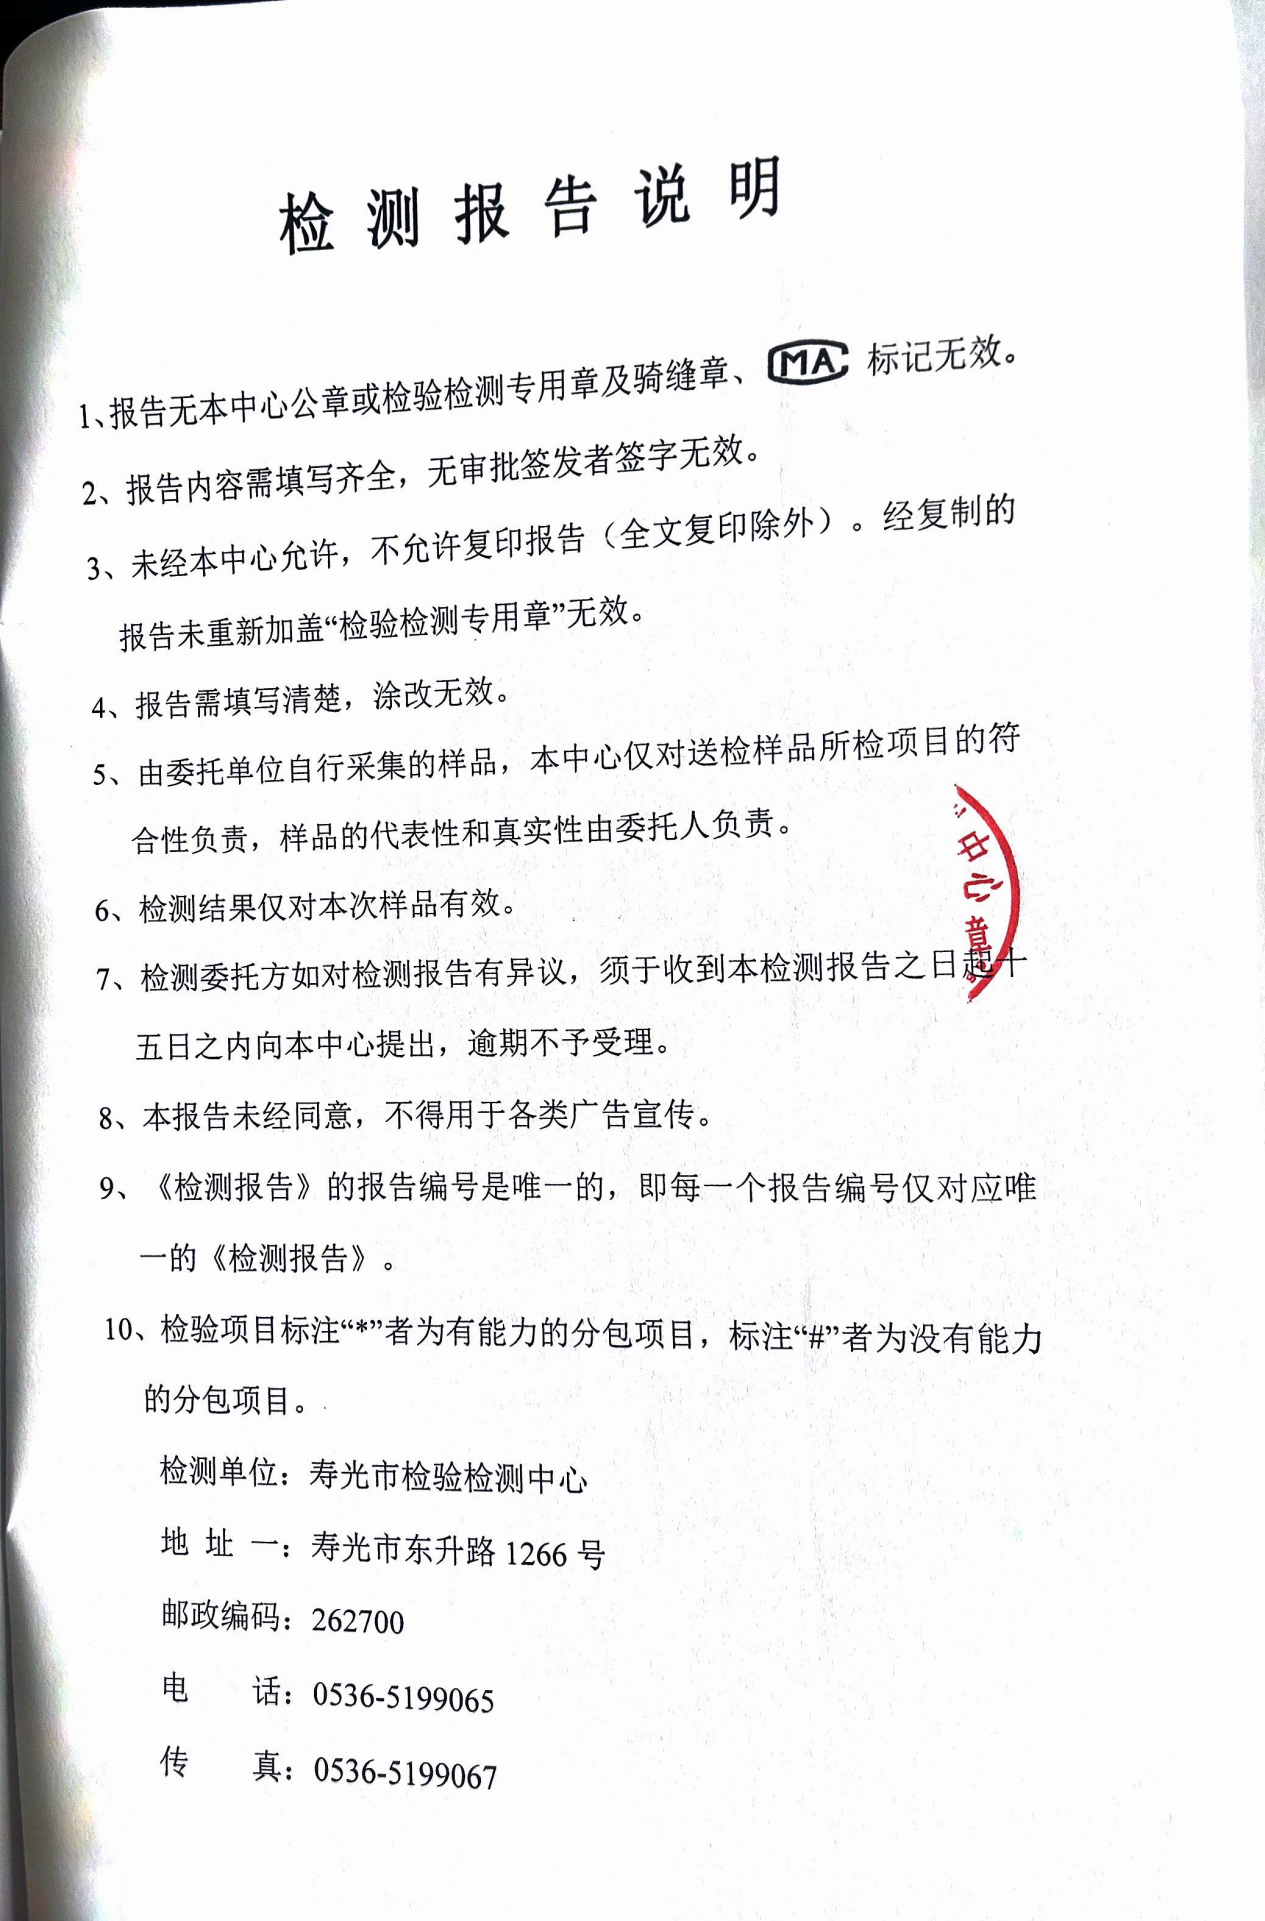 检测报告说明
1、报告无本中心公章或检验检测专用章及骑缝章、MA 标记无效。
2、报告内容需填写齐全，无审批签发者签字无效。
3、未经本中心允许，不允许复印报告（全文复印除外）。经复制的
报告未重新加盖“检验检测专用章”无效。
4、报告需填写清楚，涂改无效。
5、由委托单位自行采集的样品，本中心仅对送检样品所检项目的符
合性负责，样品的代表性和真实性由委托人负责。
中心章
6、检测结果仅对本次样品有效。
7、检测委托方如对检测报告有异议，须于收到本检测报告之日起十
五日之内向本中心提出，逾期不予受理。
8、本报告未经同意，不得用于各类广告宣传。
9、《检测报告》的报告编号是唯一的，即每一个报告编号仅对应唯
一的《检测报告》。
10、检验项目标注“*”者为有能力的分包项目，标注“#”者为没有能力
的分包项目。
检测单位：寿光市检验检测中心
地 址 一：寿光市东升路 1266 号
邮政编码：262700
电 话：0536-5199065
传 真：0536-5199067